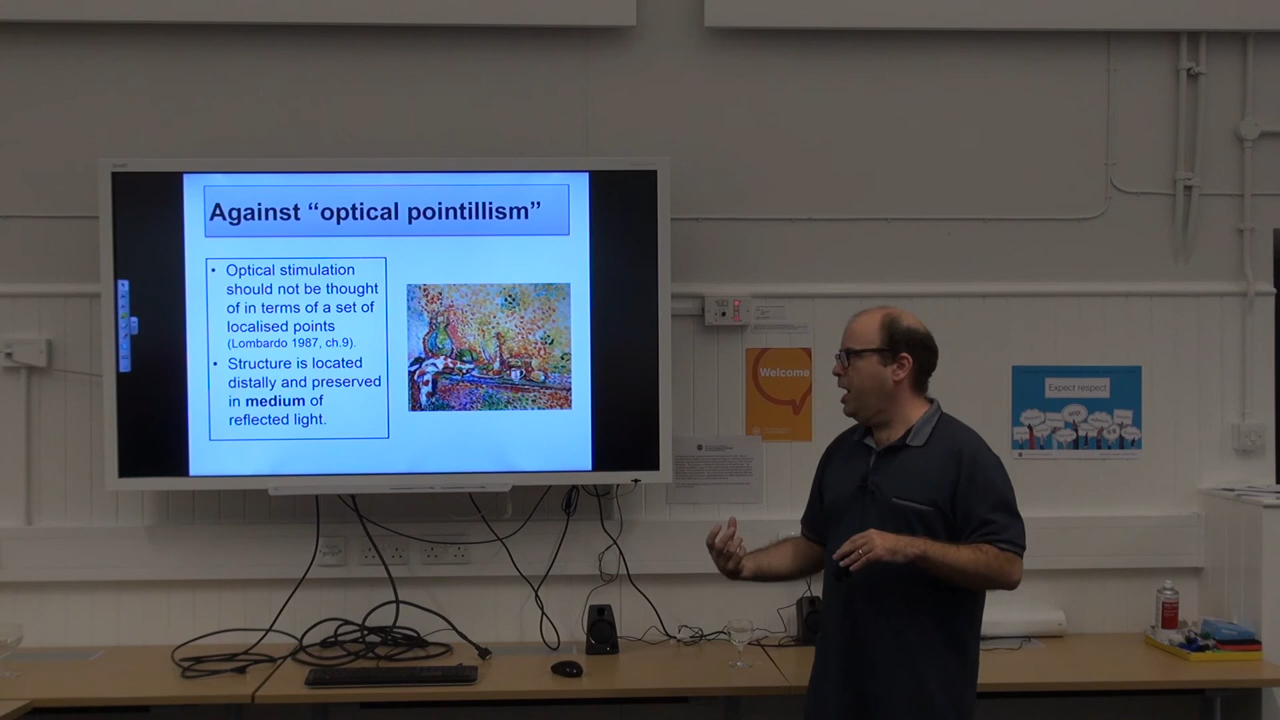 Against “optical pointillism”
• Optical stimulation
should not be thought
of in terms of a set of
localised points
(Lombardo 1987, ch.9).
• Structure is located
distally and preserved
in medium of
reflected light.
Welcome
Expect respect